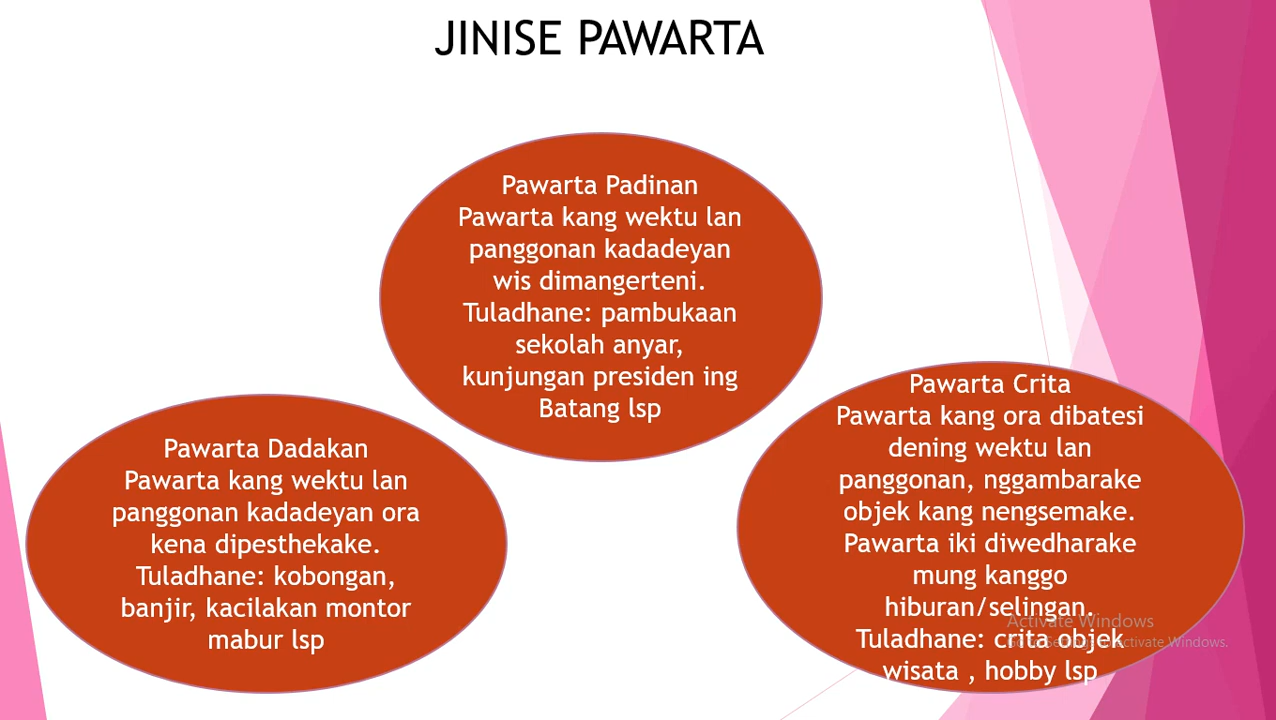 JINISE PAWARTA
Pawarta Padinan
Pawarta kang wektu lan
panggonan kadadeyan
wis dimangerteni.
Tuladhane: pambukaan
sekolah anyar,
kunjungan presiden ing
Batang lsp
Pawarta Dadakan
Pawarta kang wektu lan
panggonan kadadeyan ora
kena dipesthekake.
Tuladhane: kobongan,
banjir, kacilakan montor
mabur lsp
Pawarta Crita
Pawarta kang ora dibatesi
dening wektu lan
panggonan, nggambarake
objek kang nengsemake.
Pawarta iki diwedharake
mung kanggo
hiburan/selingan.
Tuladhane: crita objek
wisata , hobby lsp
Activate Windows
Activate Windows.